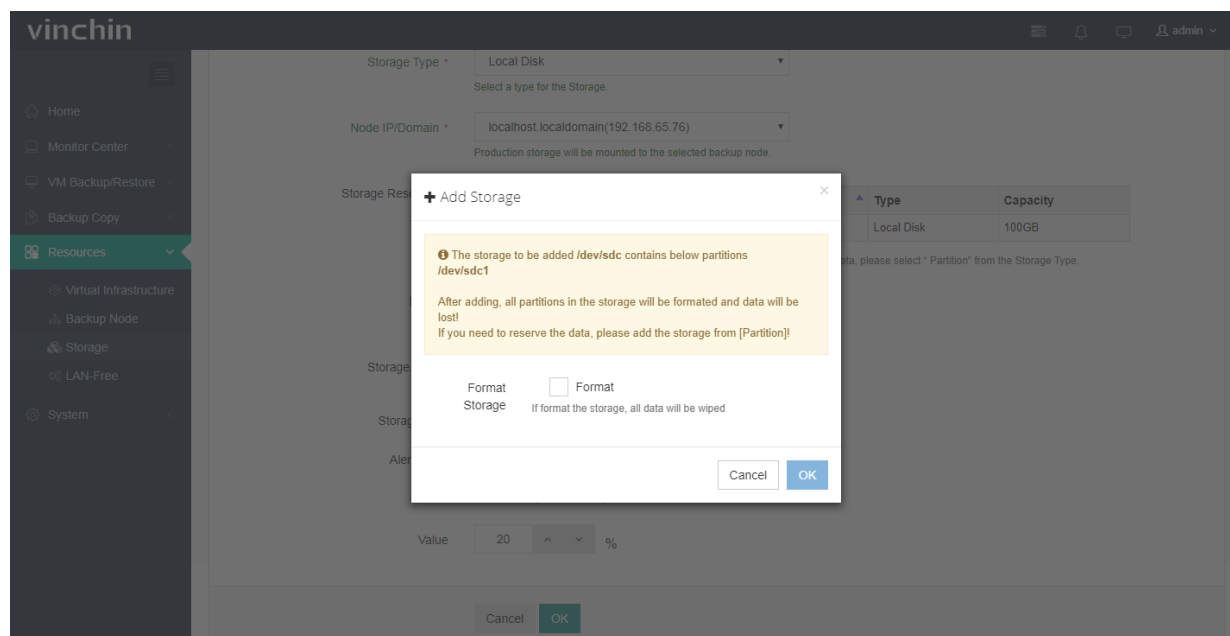 vinchin
admin
Storage Type *
Local Disk
Select a type for the Storage.
Home
Node IP/Domain *
localhost.localdomain(192.168.65.76)
Monitor Center
Production storage will be mounted to the selected backup node.
VM Backup/Restore
Storage Res
Add Storage
Type
Capacity
Backup Copy
Local Disk
100GB
Resources
The storage to be added /dev/sdc contains below partitions
/dev/sdc1
please select " Partition" from the Storage Type.
Virtual Infrastructure
After adding, all partitions in the storage will be formated and data will be
lost!
If you need to reserve the data, please add the storage from [Partition]!
Backup Node
Storage
LAN-Free
System
Storage
Format
Storage
Format
If format the storage, all data will be wiped
Cancel
OK
Value
20
%
Cancel
OK